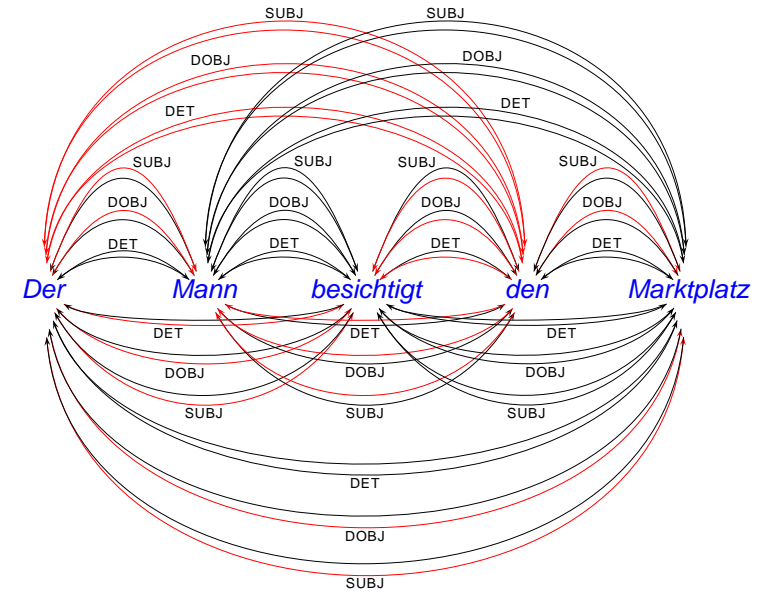 SUBJ SUBJ
DOBJ DOBJ
DET DET
SUBJ SUBJ SUBJ SUBJ
DOBJ DOBJ DOBJ DOBJ
DET DET DET DET
Der Mann besichtigt den Marktplatz
DET DET DET
DOBJ DOBJ DOBJ
SUBJ SUBJ SUBJ
DET
DOBJ
SUBJ